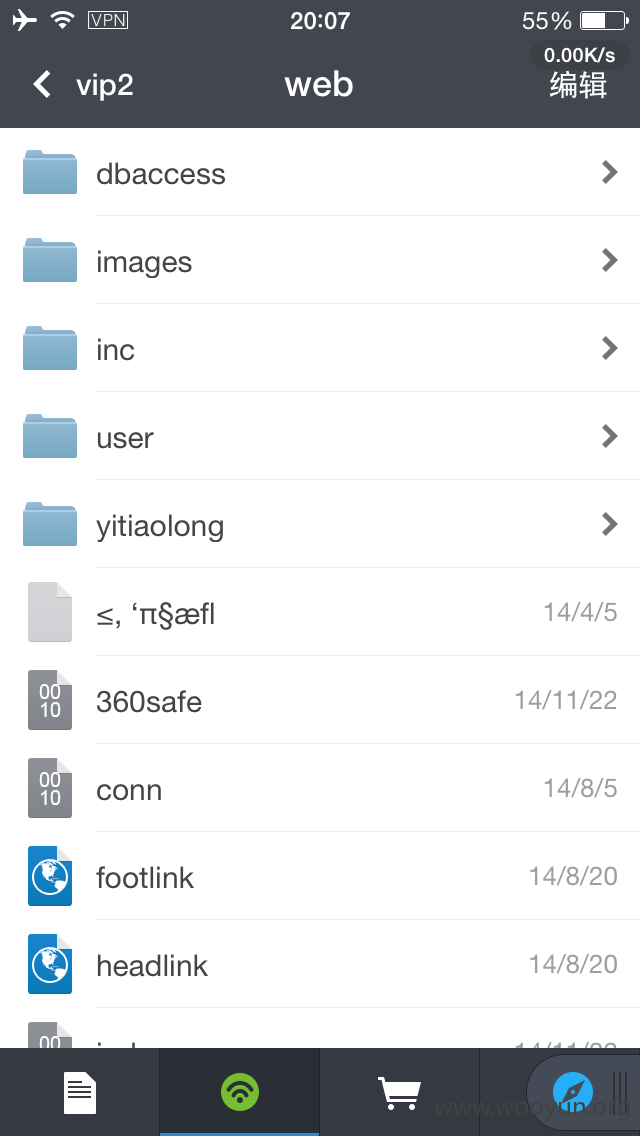 VPN 20:07 55%
0.00K/s
vip2 web 编辑
dbaccess
images
inc
user
yitiaolong
≤, ‘π§æfl 14/4/5
00
10
360safe 14/11/22
00
10
conn 14/8/5
footlink 14/8/20
headlink 14/8/20
00
www.wooyun.org